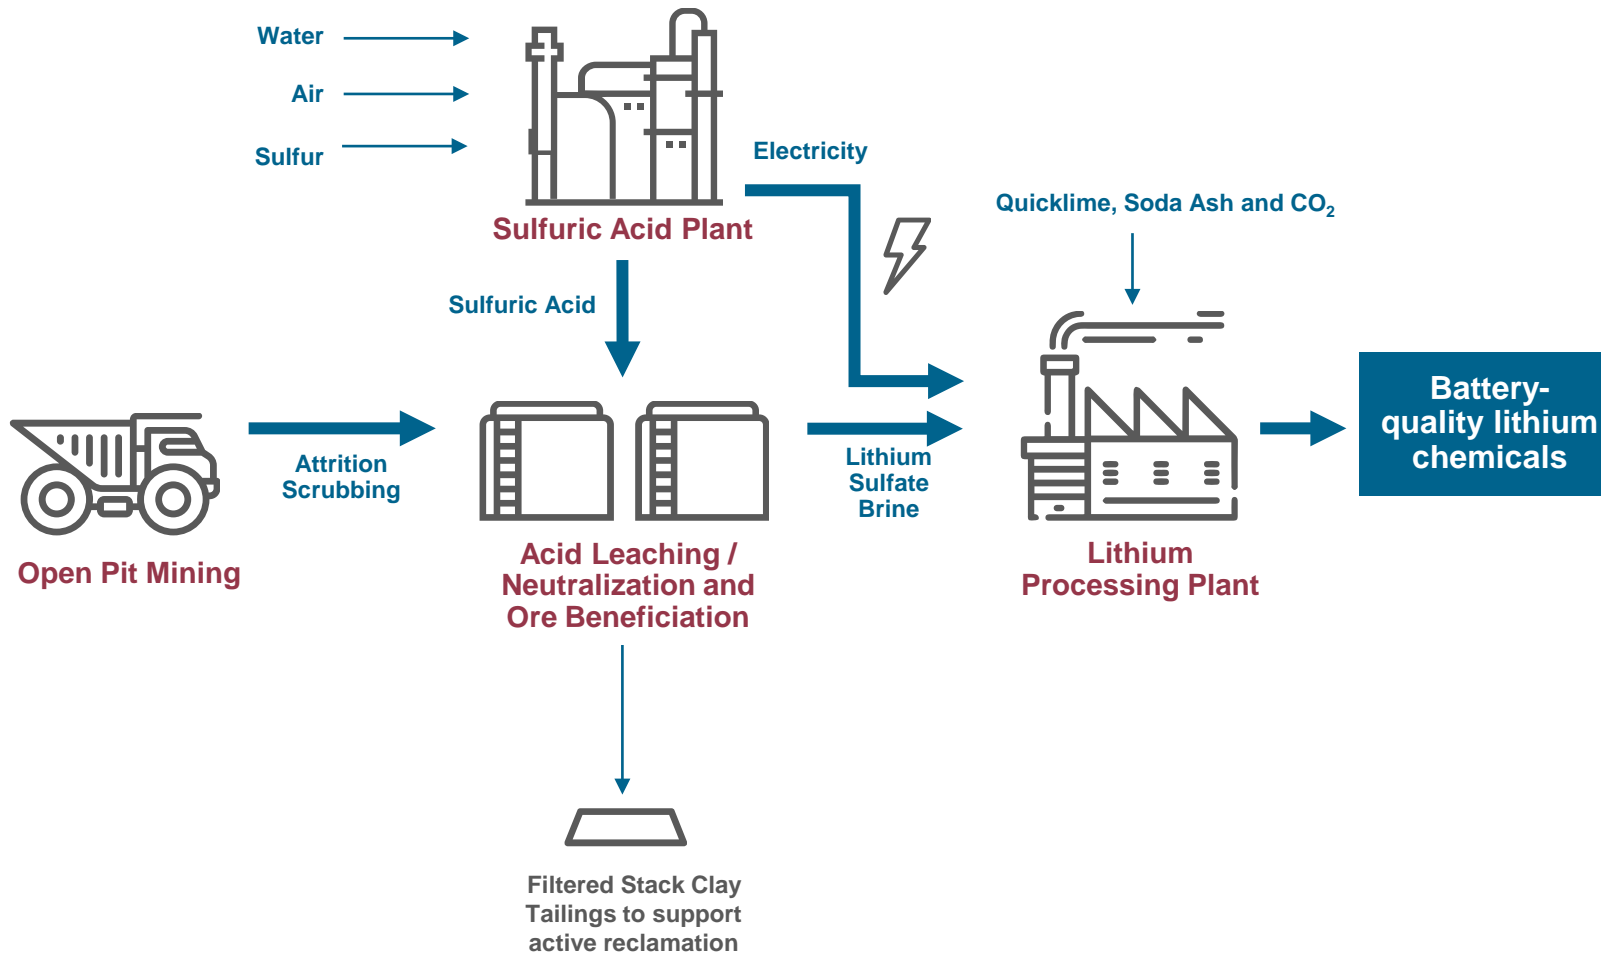 Water
Air
Sulfur
Sulfuric Acid Plant
Electricity
Quicklime, Soda Ash and CO₂
Sulfuric Acid
Attrition
Scrubbing
Open Pit Mining
Acid Leaching /
Neutralization and
Ore Beneficiation
Lithium
Sulfate
Brine
Lithium
Processing Plant
Battery-
quality lithium
chemicals
Filtered Stack Clay
Tailings to support
active reclamation